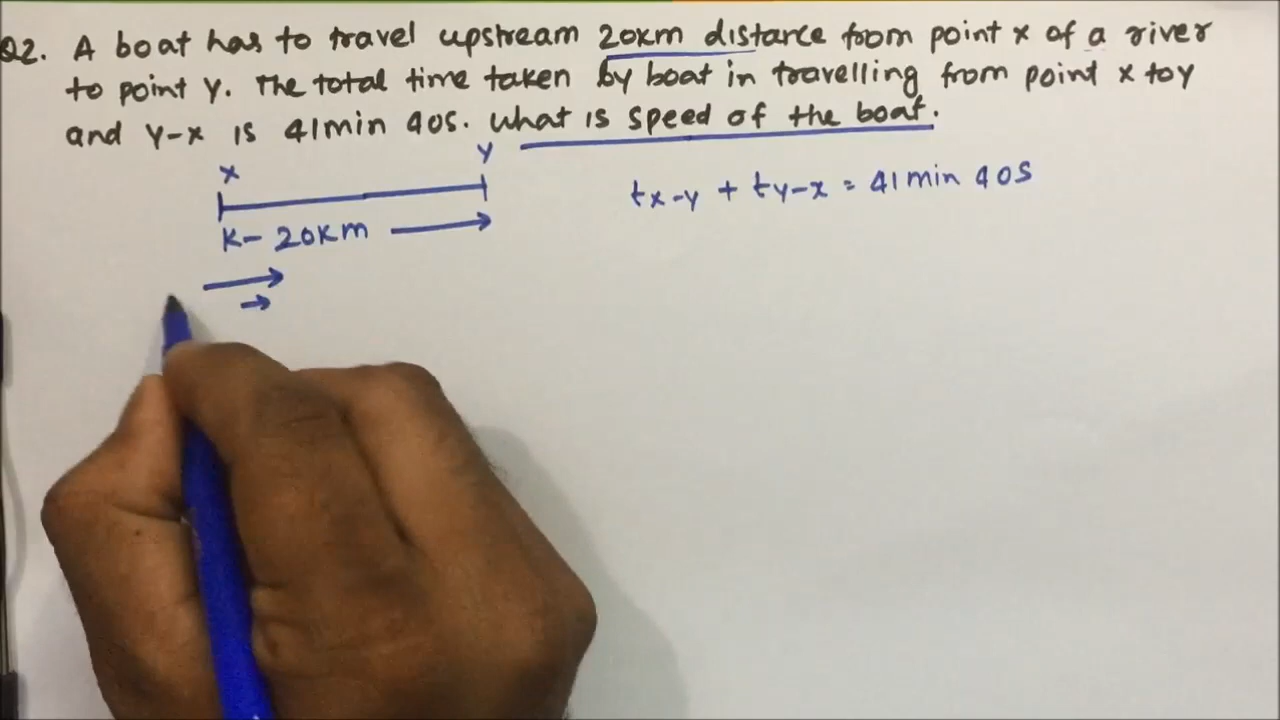 Q2. A boat has to travel upstream 20km distance from point x of a river
to point y. The total time taken by boat in travelling from point x to y
and y-x is 41min 40s. What is speed of the boat.
x y
tx-y + ty-x = 41min 40s
K- 20km